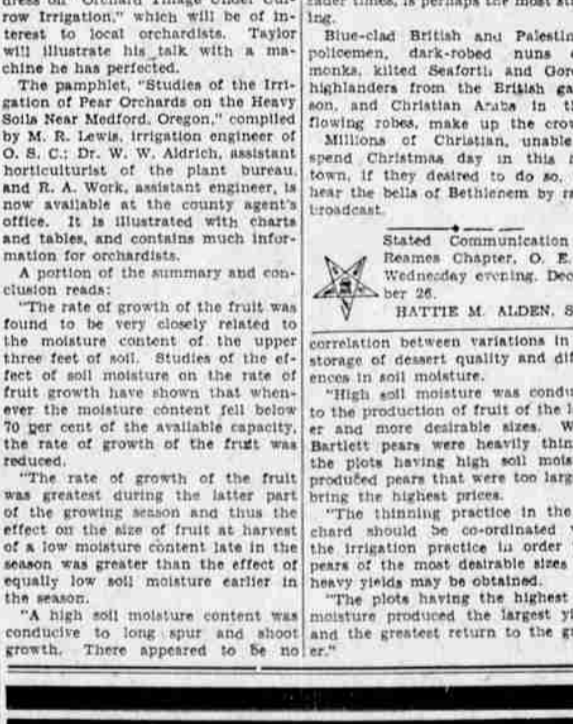 dress on "Orchard Tillage Under Fur-
row Irrigation," which will be of in-
terest to local orchardists. Taylor
will illustrate his talk with a ma-
chine he has perfected.
The pamphlet, "Studies of the Irri-
gation of Pear Orchards on the Heavy
Soils Near Medford, Oregon," compiled
by M. R. Lewis, irrigation engineer of
O. S. C.; Dr. W. W. Aldrich, assistant
horticulturist of the plant bureau,
and R. A. Work, assistant engineer, is
now available at the county agent's
office. It is illustrated with charts
and tables, and contains much infor-
mation for orchardists.
A portion of the summary and con-
clusion reads:
"The rate of growth of the fruit was
found to be very closely related to
the moisture content of the upper
three feet of soil. Studies of the ef-
fect of soil moisture on the rate of
fruit growth have shown that when-
ever the moisture content fell below
70 per cent of the available capacity,
the rate of growth of the fruit was
reduced.
"The rate of growth of the fruit
was greatest during the latter part
of the growing season and thus the
effect on the size of fruit at harvest
of a low moisture content late in the
season was greater than the effect of
equally low soil moisture earlier in
the season.
"A high soil moisture content was
conducive to long spur and shoot
growth. There appeared to be no
times, is perhaps the most
ing.
Blue-clad British and Palestin
policemen, dark-robed nuns
monks, kilted Seaforth and Gor
highlanders from the British ga
son, and Christian Arabs in th
flowing robes, make up the crow
Millions of Christian, unable
spend Christmas day in this
town, if they desired to do so,
hear the bells of Bethlenem by ra
broadcast.
Stated Communication
Reames Chapter, O. E.
Wednesday evening, Dec
ber 26.
HATTIE M. ALDEN, S
correlation between variations in
storage of dessert quality and dif
ences in soil moisture.
"High soil moisture was condu
to the production of fruit of the l
er and more desirable sizes. W
Bartlett pears were heavily thin
the plots having high soil mois
produced pears that were too larg
bring the highest prices.
"The thinning practice in the
chard should be co-ordinated
the irrigation practice in order
pears of the most desirable sizes
heavy yields may be obtained.
"The plots having the highest
moisture produced the largest yi
and the greatest return to the g
er."